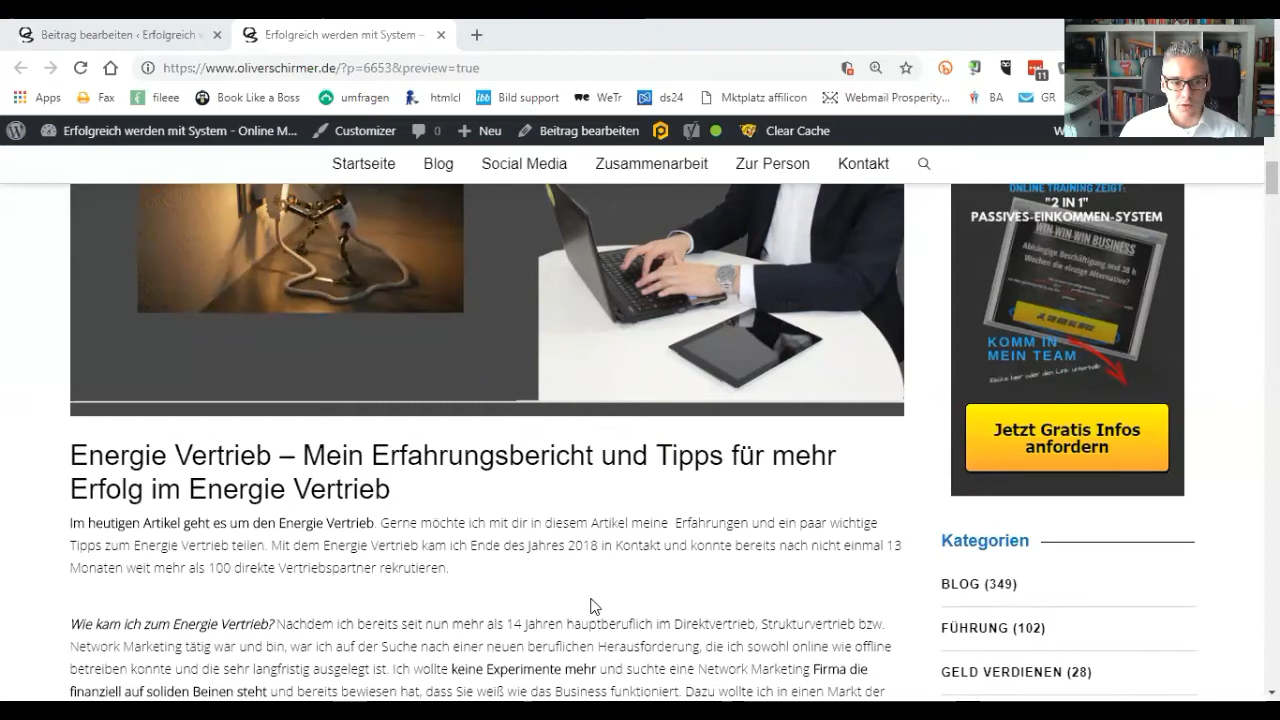 Beitrag bearbeiten ‹ Erfolgreich
Erfolgreich werden mit System –
https://www.oliverschirmer.de/?p=6653&preview=true
11
Apps Fax fileee Book Like a Boss umfragen htmlcl Bild support WeTr ds24 Mktplatz affilicon Webmail Prosperity... BA GR
Erfolgreich werden mit System - Online M... Customizer 0 Neu Beitrag bearbeiten Clear Cache
Startseite Blog Social Media Zusammenarbeit Zur Person Kontakt
ONLINE TRAINING ZEIGT:
"2 IN 1"
PASSIVES-EINKOMMEN-SYSTEM
WIN-WIN-WIN BUSINESS
Abhängige Beschäftigung und 38 h
Wochen die einzige Alternative?
KOMM IN
MEIN TEAM
Jetzt Gratis Infos
anfordern
Energie Vertrieb – Mein Erfahrungsbericht und Tipps für mehr
Erfolg im Energie Vertrieb
Im heutigen Artikel geht es um den Energie Vertrieb. Gerne möchte ich mit dir in diesem Artikel meine Erfahrungen und ein paar wichtige
Tipps zum Energie Vertrieb teilen. Mit dem Energie Vertrieb kam ich Ende des Jahres 2018 in Kontakt und konnte bereits nach nicht einmal 13
Monaten weit mehr als 100 direkte Vertriebspartner rekrutieren.
Wie kam ich zum Energie Vertrieb? Nachdem ich bereits seit nun mehr als 14 Jahren hauptberuflich im Direktvertrieb, Strukturvertrieb bzw.
Network Marketing tätig war und bin, war ich auf der Suche nach einer neuen beruflichen Herausforderung, die ich sowohl online wie offline
betreiben konnte und die sehr langfristig ausgelegt ist. Ich wollte keine Experimente mehr und suchte eine Network Marketing Firma die
finanziell auf soliden Beinen steht und bereits bewiesen hat, dass Sie weiß wie das Business funktioniert. Dazu wollte ich in einen Markt der
Kategorien
BLOG (349)
FÜHRUNG (102)
GELD VERDIENEN (28)